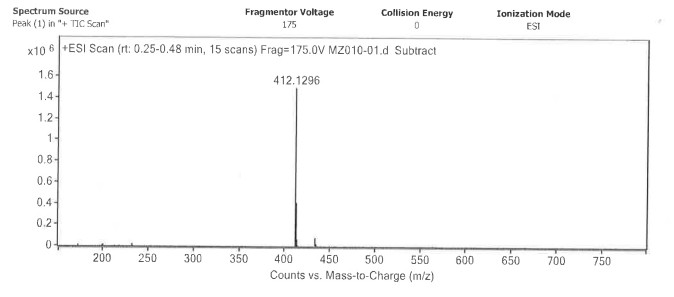 Spectrum Source Fragmentor Voltage Collision Energy Ionization Mode
Peak (1) in "+ TIC Scan" 175 0 ESI
x10 6 +ESI Scan (rt: 0.25-0.48 min, 15 scans) Frag=175.0V MZ010-01.d Subtract
1.6
412.1296
1.4
1.2
1
0.8
0.6
0.4
0.2
0
200 250 300 350 400 450 500 550 600 650 700 750
Counts vs. Mass-to-Charge (m/z)